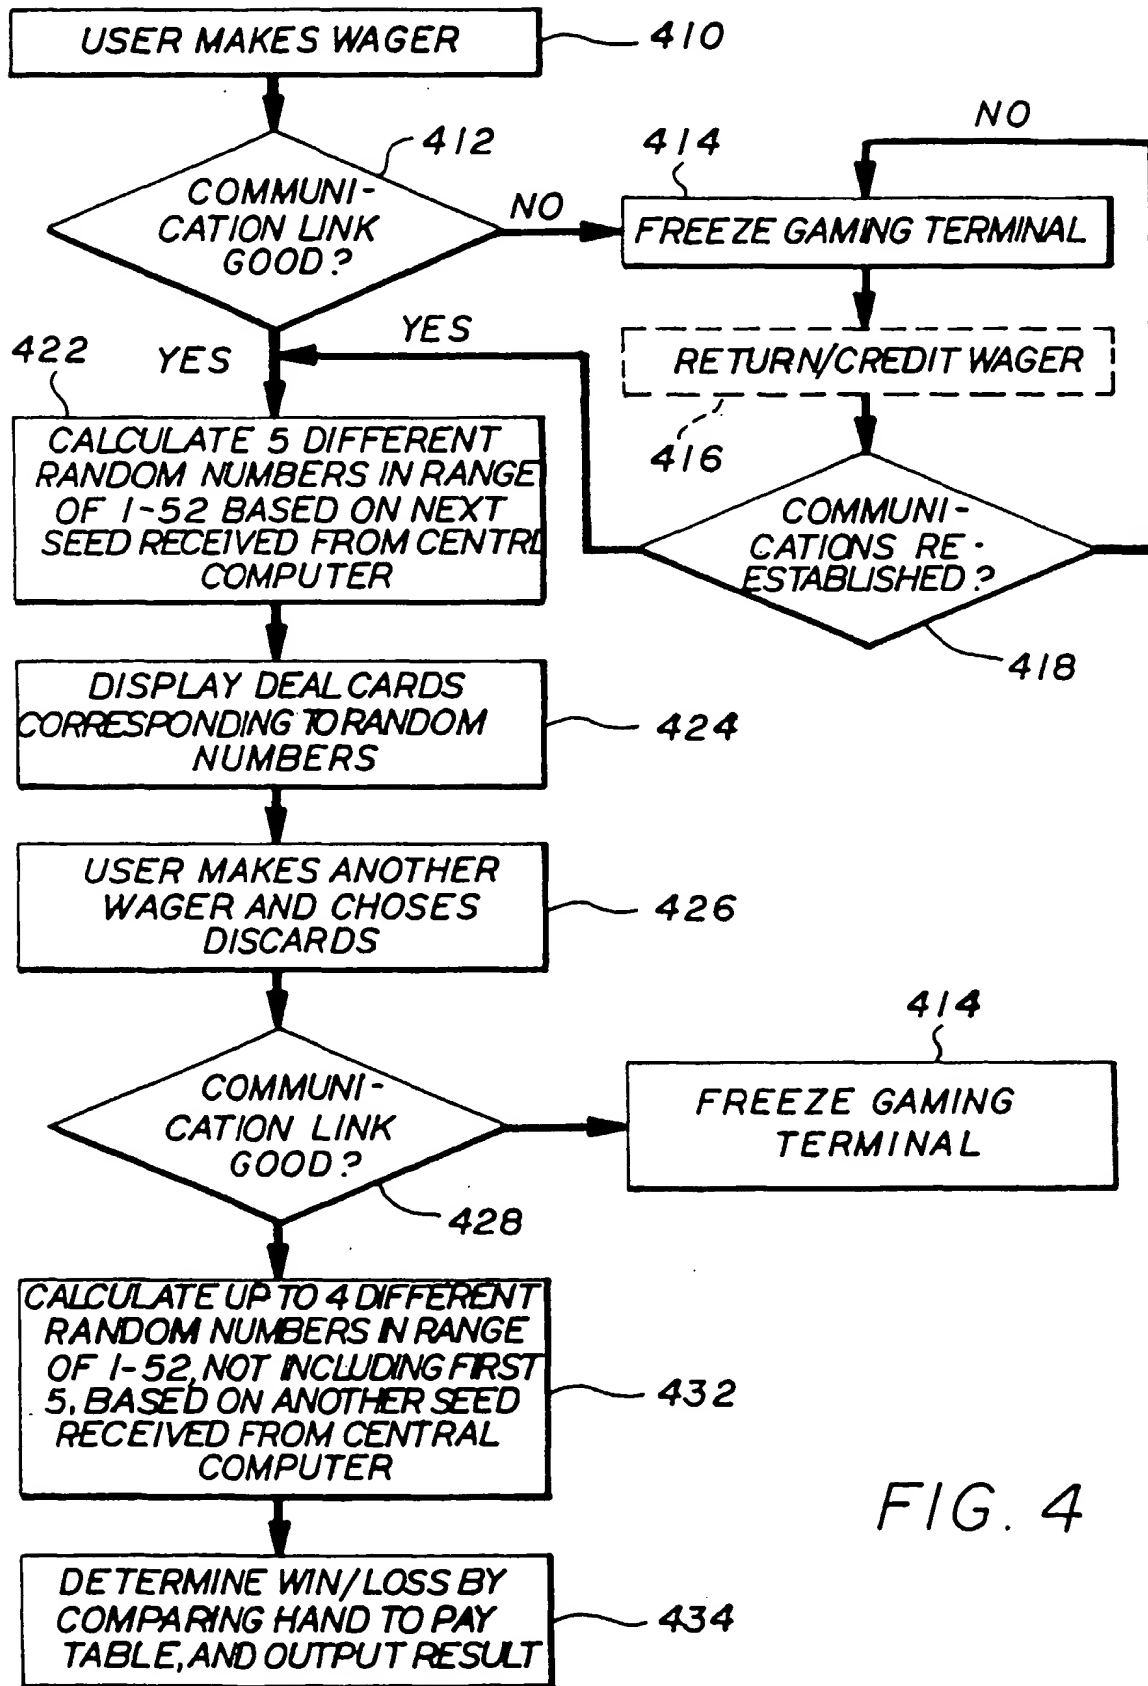 USER MAKES WAGER
410
412
COMMUNI-
CATION LINK
GOOD?
NO
NO
414
FREEZE GAMING TERMINAL
RETURN/CREDIT WAGER
416
COMMUNI-
CATIONS RE-
ESTABLISHED?
418
YES
YES
422
CALCULATE 5 DIFFERENT
RANDOM NUMBERS IN RANGE
OF 1-52 BASED ON NEXT
SEED RECEIVED FROM CENTRL
COMPUTER
DISPLAY DEAL CARDS
CORRESPONDING TO RANDOM
NUMBERS
424
USER MAKES ANOTHER
WAGER AND CHOSES
DISCARDS
426
COMMUNI-
CATION LINK
GOOD?
428
414
FREEZE GAMING
TERMINAL
CALCULATE UP TO 4 DIFFERENT
RANDOM NUMBERS IN RANGE
OF 1-52, NOT INCLUDING FIRST
5, BASED ON ANOTHER SEED
RECEIVED FROM CENTRAL
COMPUTER
432
DETERMINE WIN/LOSS BY
COMPARING HAND TO PAY
TABLE, AND OUTPUT RESULT
434
FIG. 4